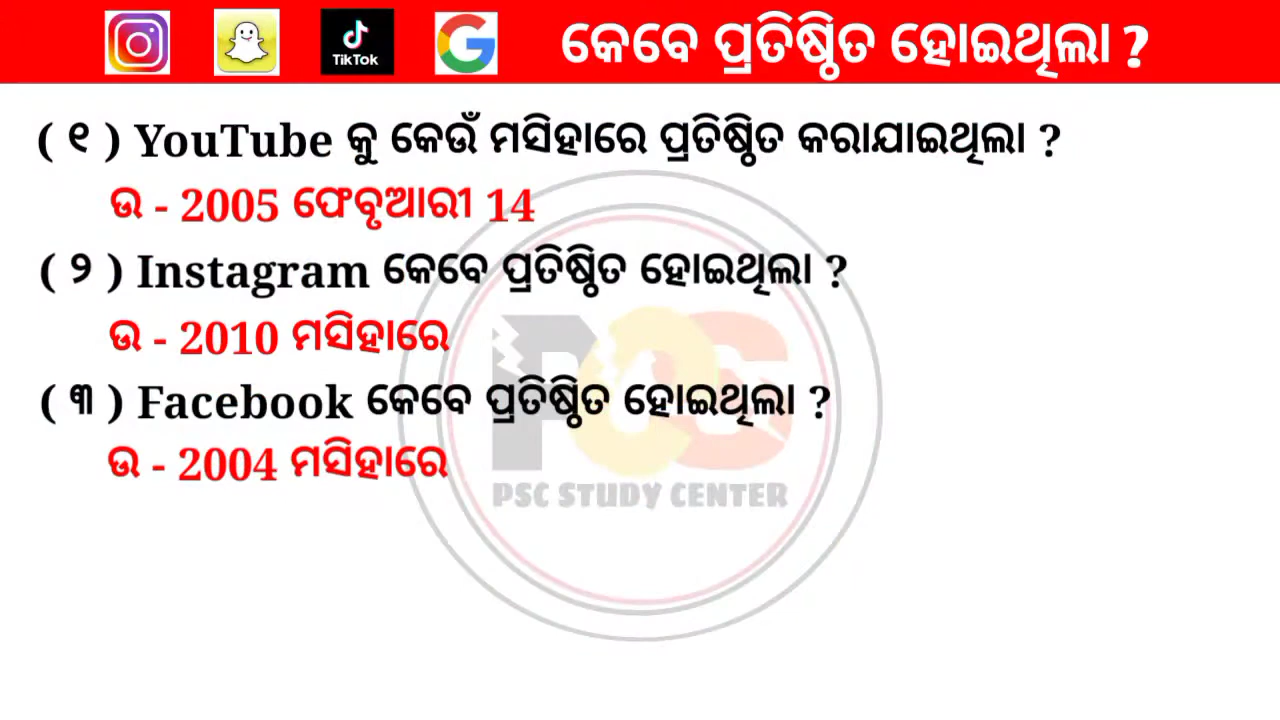 TikTok
କେବେ ପ୍ରତିଷ୍ଠିତ ହୋଇଥିଲା ?
( ୧ ) YouTube କୁ କେଉଁ ମସିହାରେ ପ୍ରତିଷ୍ଠିତ କରାଯାଇଥିଲା ?
ଉ - 2005 ଫେବୃଆରୀ 14
( ୨ ) Instagram କେବେ ପ୍ରତିଷ୍ଠିତ ହୋଇଥିଲା ?
ଉ - 2010 ମସିହାରେ
( ୩ ) Facebook କେବେ ପ୍ରତିଷ୍ଠିତ ହୋଇଥିଲା ?
ଉ - 2004 ମସିହାରେ
PSC STUDY CENTER